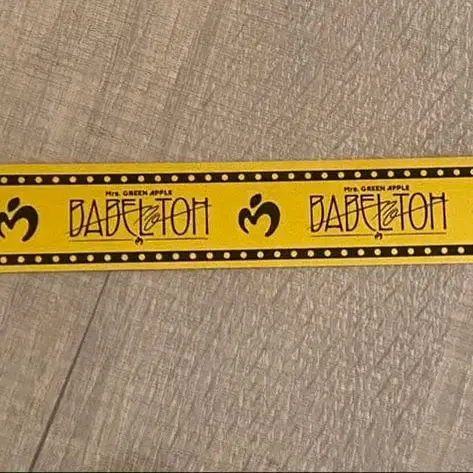 Mrs. GREEN APPLE
BABEL no TOH
Mrs. GREEN APPLE
BABEL no TOH